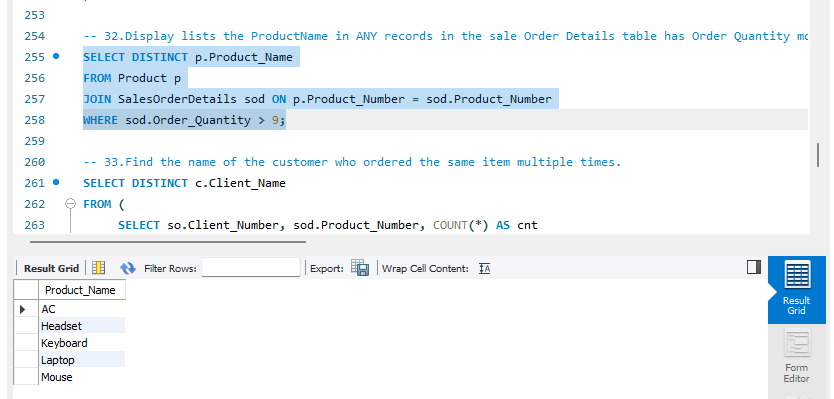 253
254 -- 32.Display lists the ProductName in ANY records in the sale Order Details table has Order Quantity mo
255 SELECT DISTINCT p.Product_Name
256 FROM Product p
257 JOIN SalesOrderDetails sod ON p.Product_Number = sod.Product_Number
258 WHERE sod.Order_Quantity > 9;
259
260 -- 33.Find the name of the customer who ordered the same item multiple times.
261 SELECT DISTINCT c.Client_Name
262 FROM (
263 SELECT so.Client_Number, sod.Product_Number, COUNT(*) AS cnt
Result Grid Filter Rows: Export: Wrap Cell Content:
Product_Name
AC
Headset
Keyboard
Laptop
Mouse
Result
Grid
Form
Editor